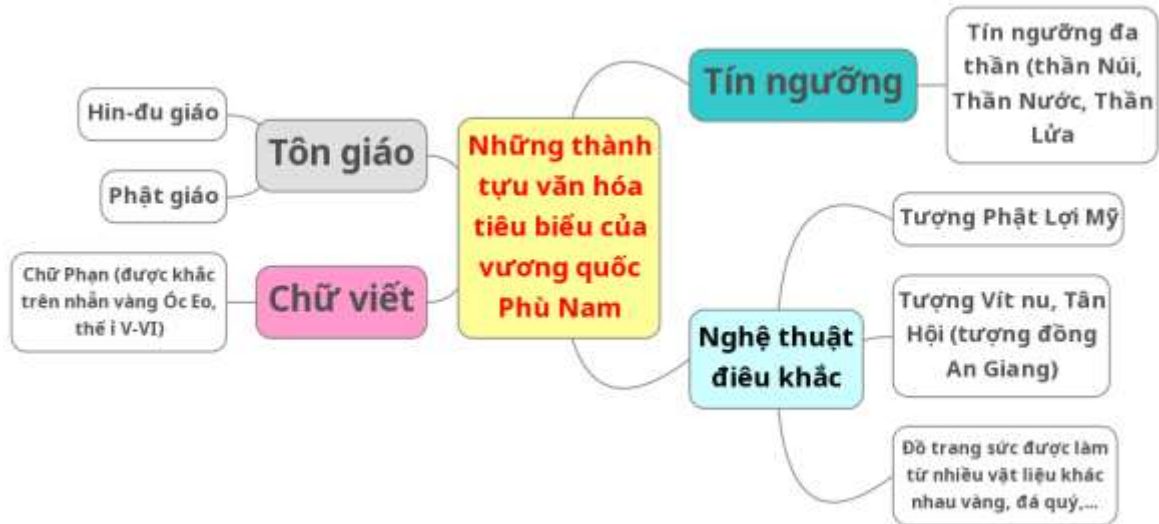 Những thành
tựu văn hóa
tiêu biểu của
vương quốc
Phù Nam
Tín ngưỡng
Tín ngưỡng đa
thần (thần Núi,
Thần Nước, Thần
Lửa
Tôn giáo
Hin-đu giáo
Phật giáo
Chữ viết
Chữ Phạn (được khắc
trên nhẫn vàng Óc Eo,
thế ỉ V-VI)
Nghệ thuật
điêu khắc
Tượng Phật Lợi Mỹ
Tượng Vít nu, Tân
Hội (tượng đồng
An Giang)
Đồ trang sức được làm
từ nhiều vật liệu khác
nhau vàng, đá quý,...